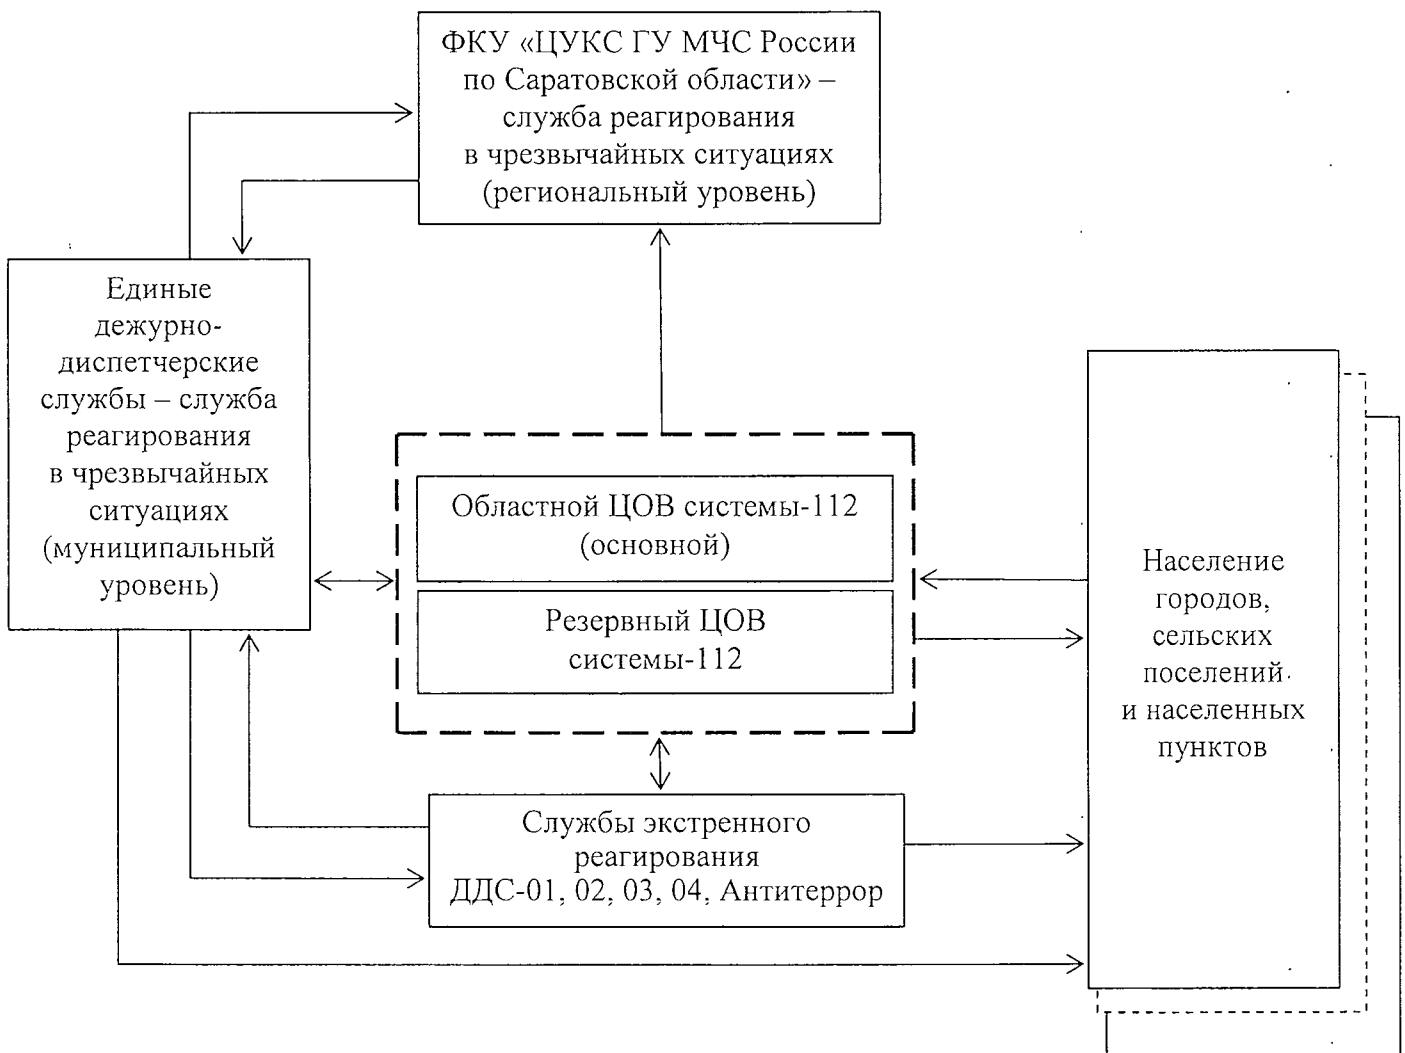 ФКУ «ЦУКС ГУ МЧС России
по Саратовской области» –
служба реагирования
в чрезвычайных ситуациях
(региональный уровень)
Единые
дежурно-
диспетчерские
службы – служба
реагирования
в чрезвычайных
ситуациях
(муниципальный
уровень)
Областной ЦОВ системы-112
(основной)
Резервный ЦОВ
системы-112
Население
городов,
сельских
поселений
и населенных
пунктов
Службы экстренного
реагирования
ДДС-01, 02, 03, 04, Антитеррор